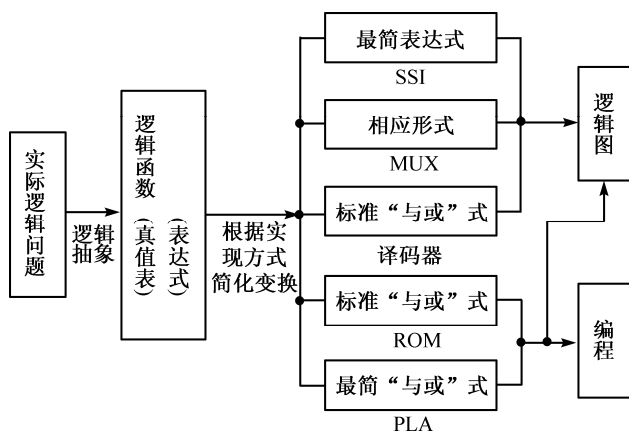 实际逻辑问题
逻辑
抽象
逻辑函数
(真值表)
(表达式)
根据实
现方式
简化变换
最简表达式
SSI
相应形式
MUX
标准“与或”式
译码器
标准“与或”式
ROM
最简“与或”式
PLA
逻辑图
编程